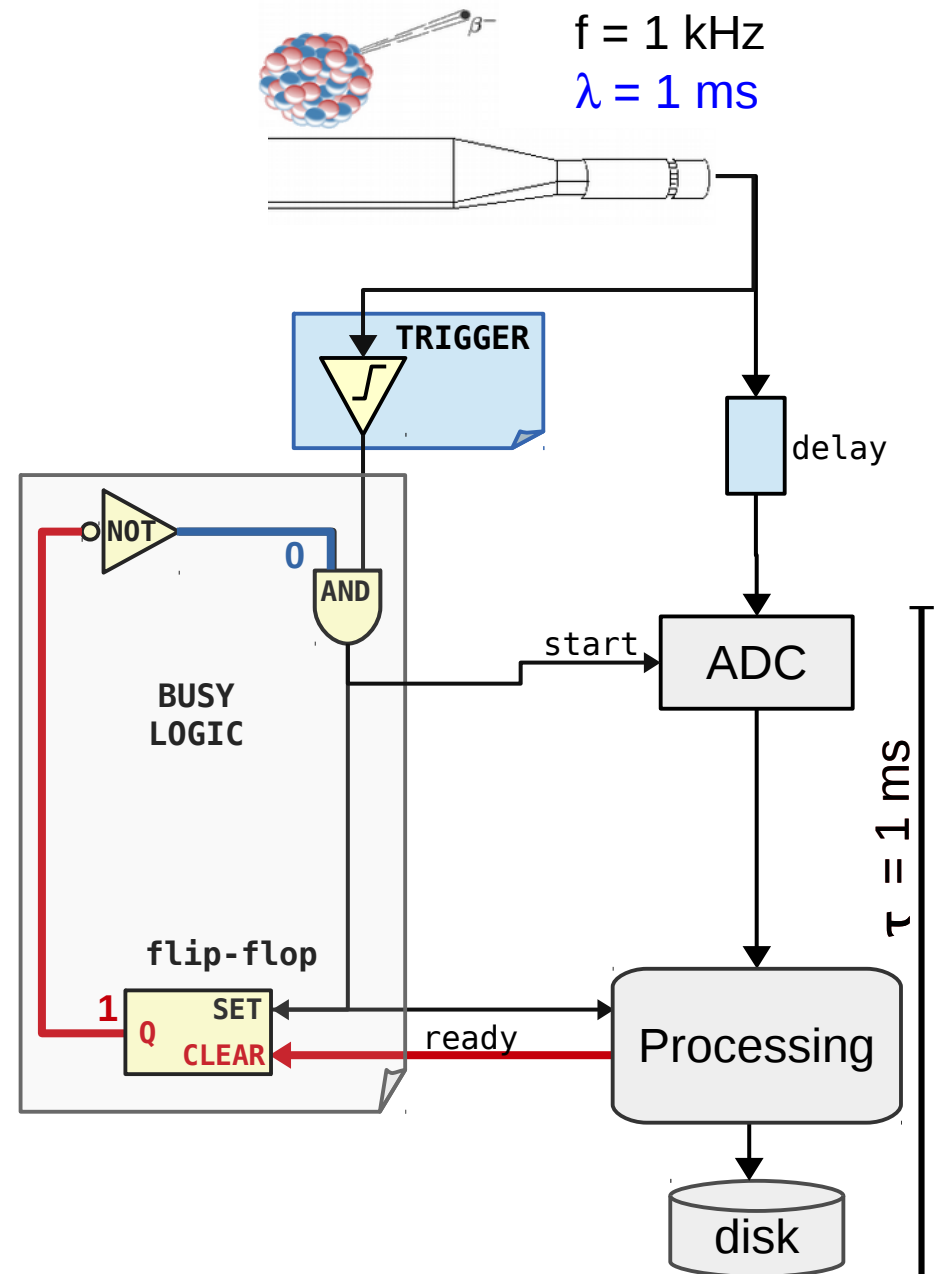 β−
f = 1 kHz
λ = 1 ms
TRIGGER
delay
NOT
0
AND
start
ADC
BUSY
LOGIC
τ = 1 ms
flip-flop
1
SET
Q
CLEAR
ready
Processing
disk